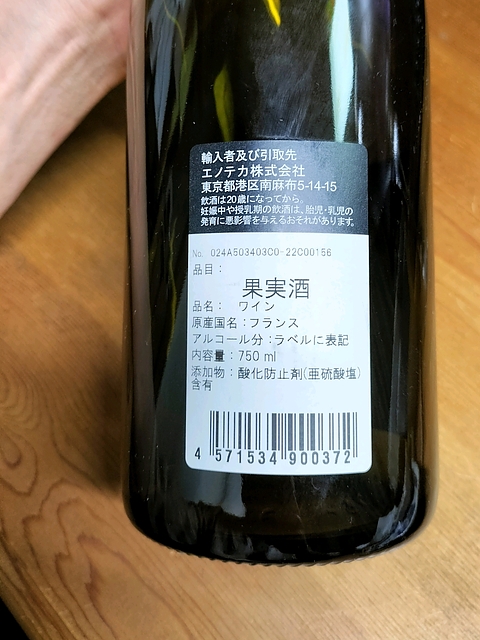 輸入者及び引取先
エノテカ株式会社
東京都港区南麻布5-14-15
飲酒は20歳になってから。
妊娠中や授乳期の飲酒は、胎児・乳児の
発育に悪影響を与えるおそれがあります。
No. 024A503403C0-22C00156
品目：
果実酒
品名： ワイン
原産国名：フランス
アルコール分：ラベルに表記
内容量：750 ml
添加物：酸化防止剤(亜硫酸塩)
含有
4 571534 900372